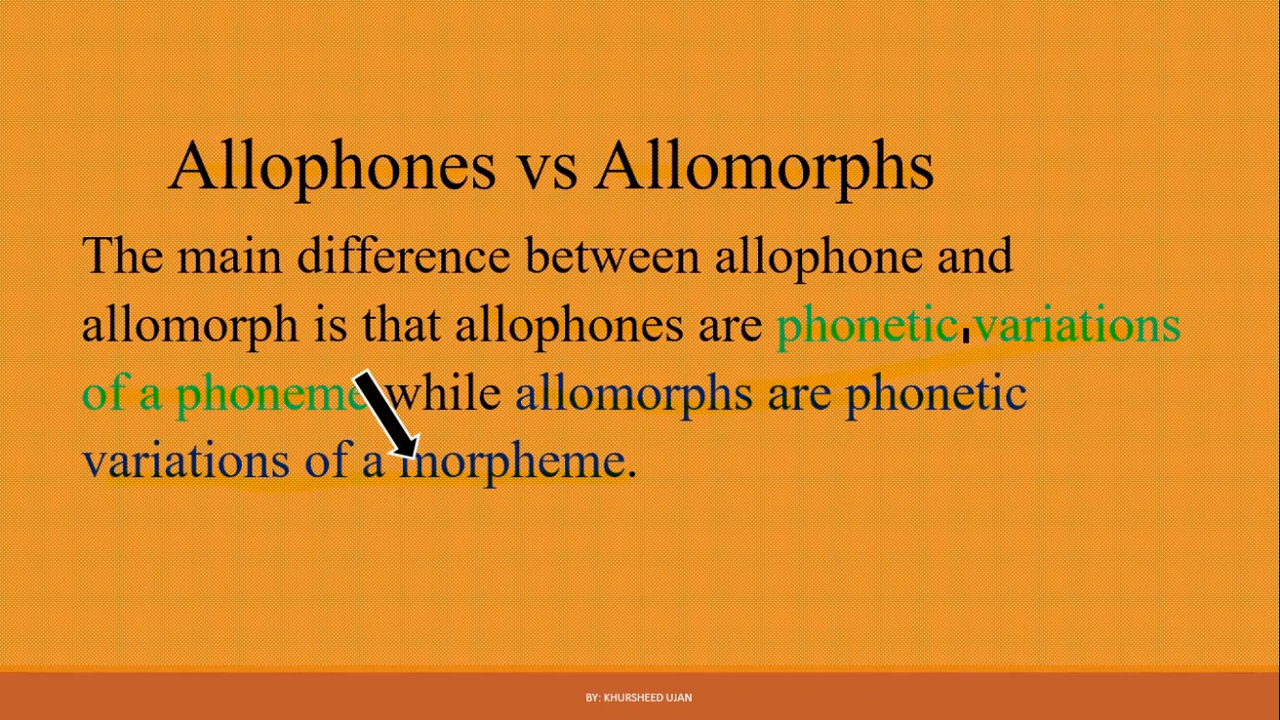 Allophones vs Allomorphs
The main difference between allophone and
allomorph is that allophones are phonetic variations
of a phoneme while allomorphs are phonetic
variations of a morpheme.
BY: KHURSHEED UJAN